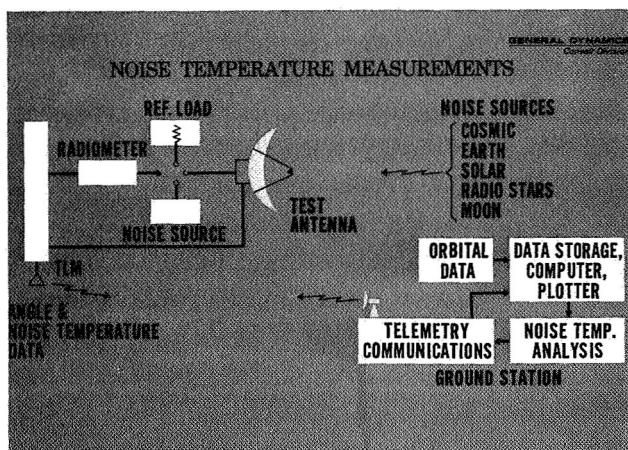 GENERAL DYNAMICS
Convair Division
NOISE TEMPERATURE MEASUREMENTS
REF. LOAD
RADIOMETER
NOISE SOURCE
TEST
ANTENNA
NOISE SOURCES
COSMIC
EARTH
SOLAR
RADIO STARS
MOON
TLM
ANGLE &
NOISE TEMPERATURE
DATA
ORBITAL
DATA
DATA STORAGE,
COMPUTER,
PLOTTER
TELEMETRY
COMMUNICATIONS
NOISE TEMP.
ANALYSIS
GROUND STATION